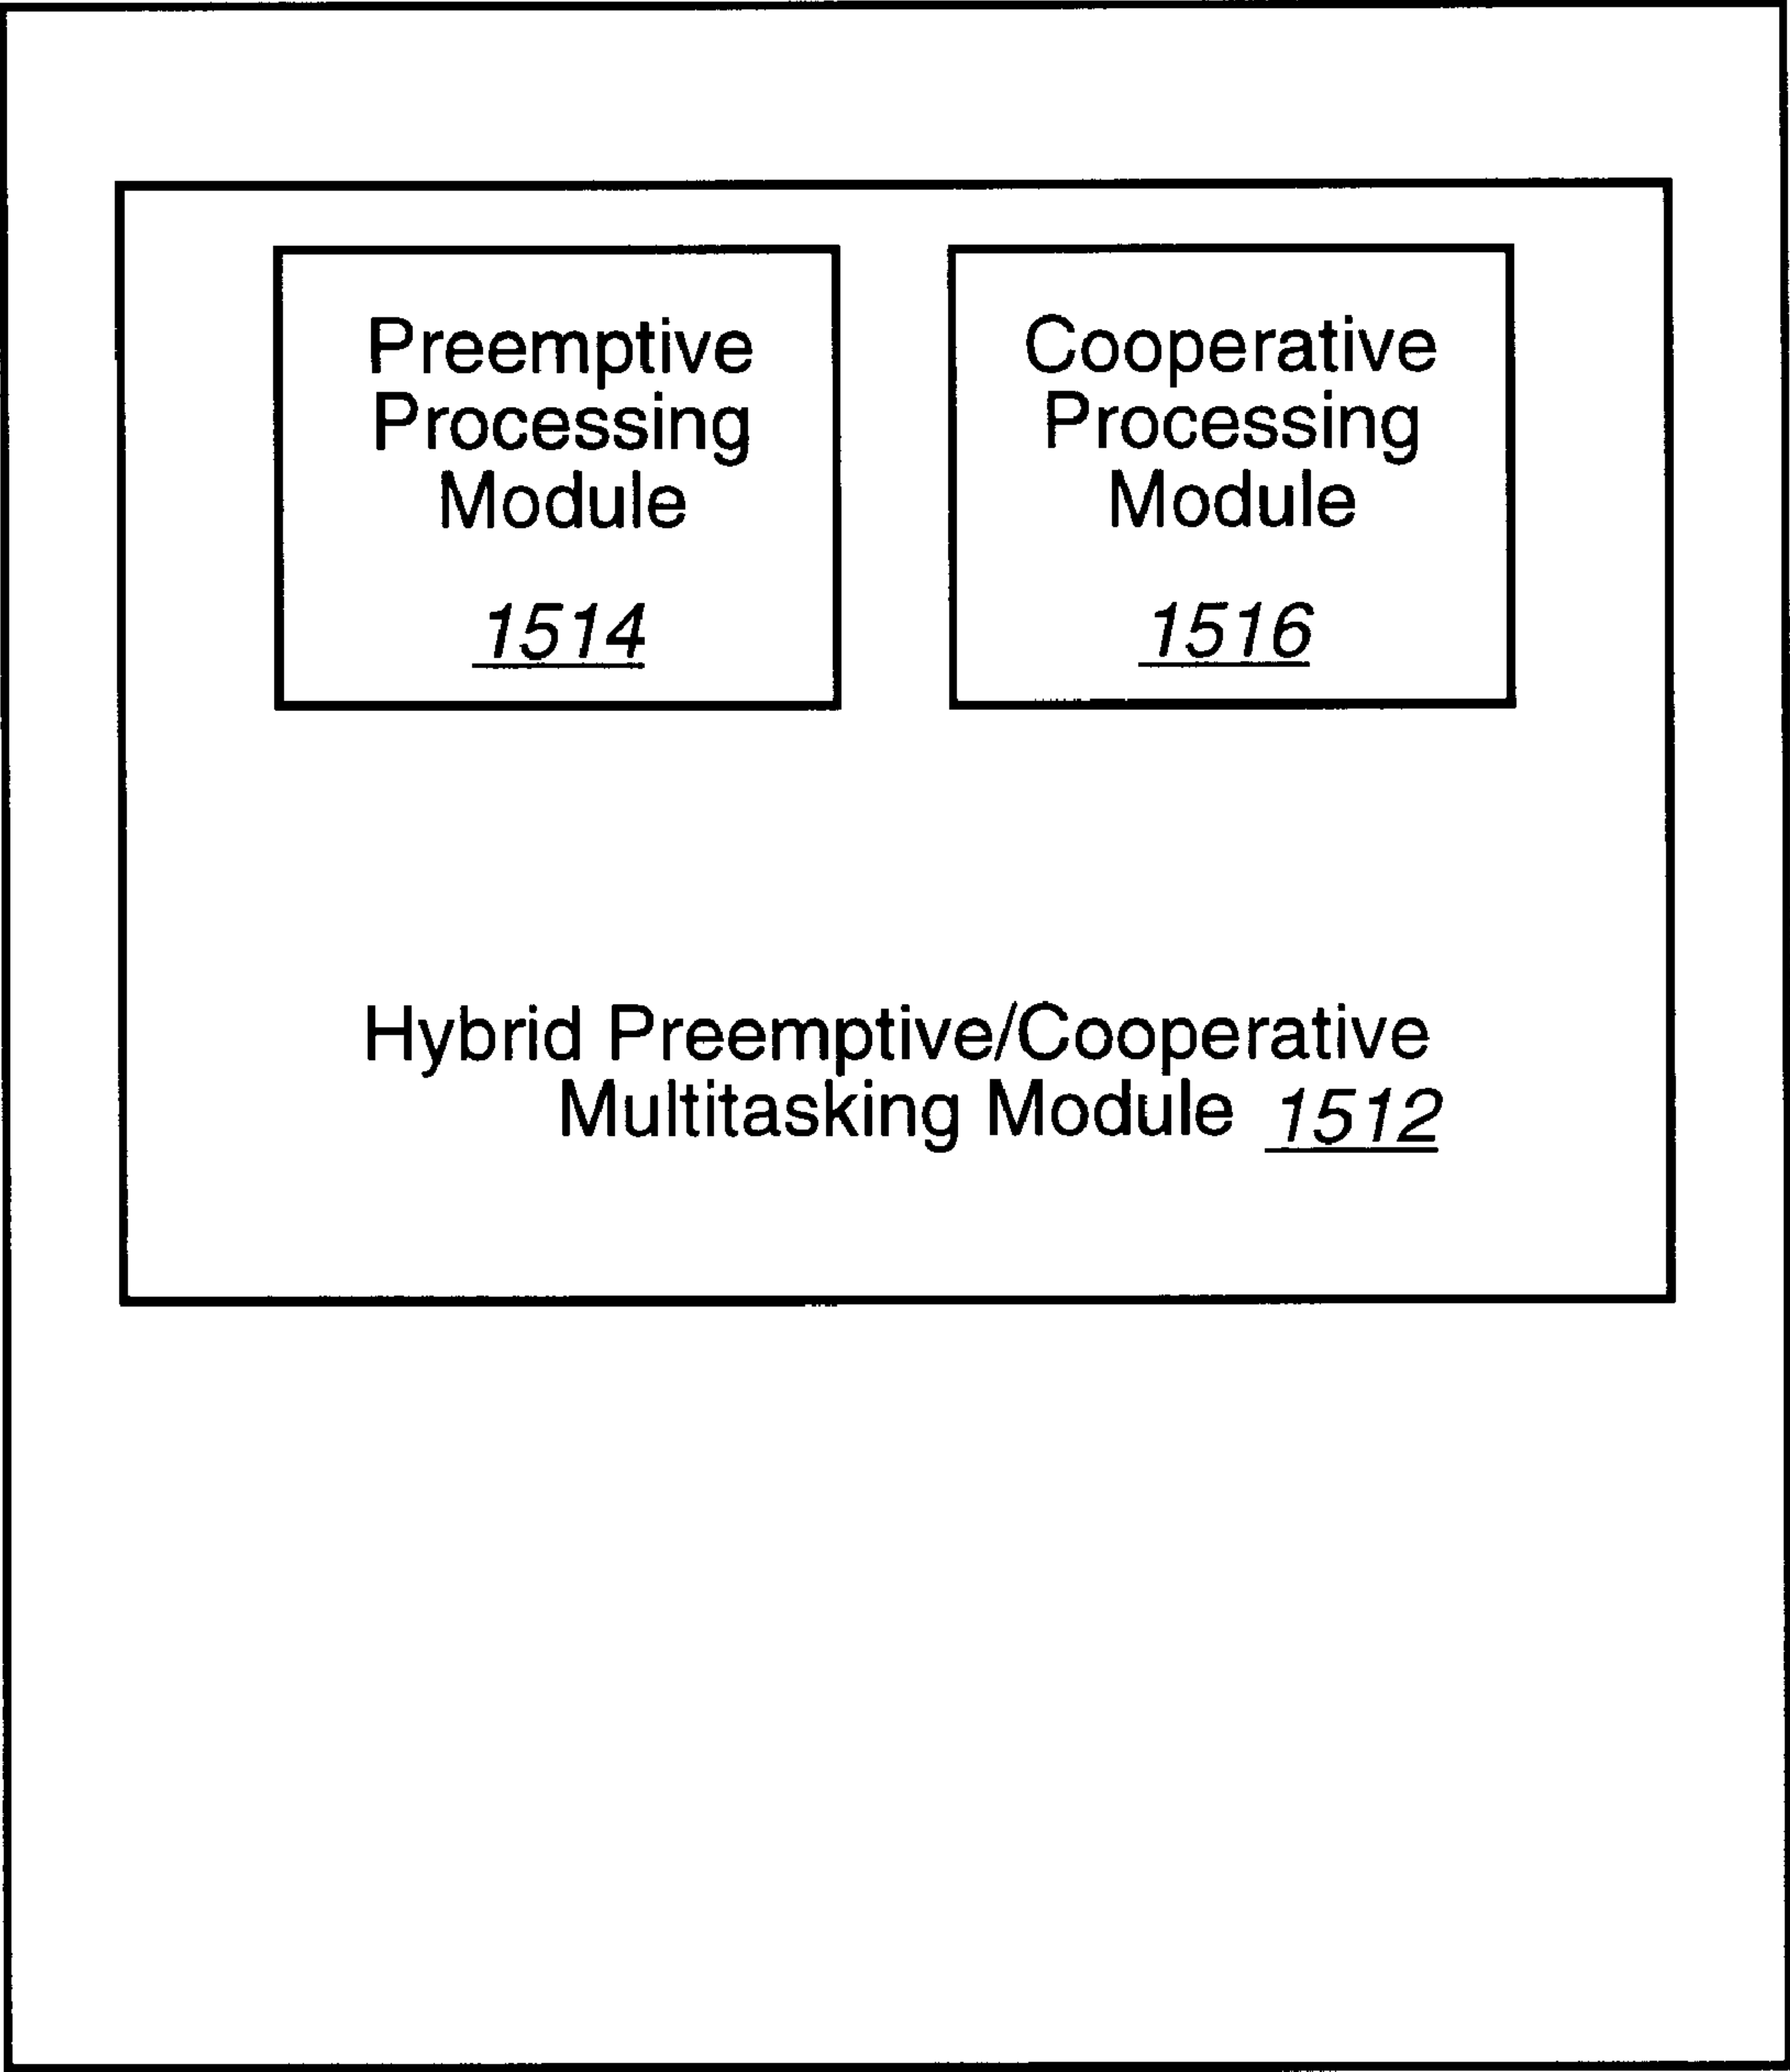 Preemptive
Processing
Module
1514
Cooperative
Processing
Module
1516
Hybrid Preemptive/Cooperative
Multitasking Module 1512